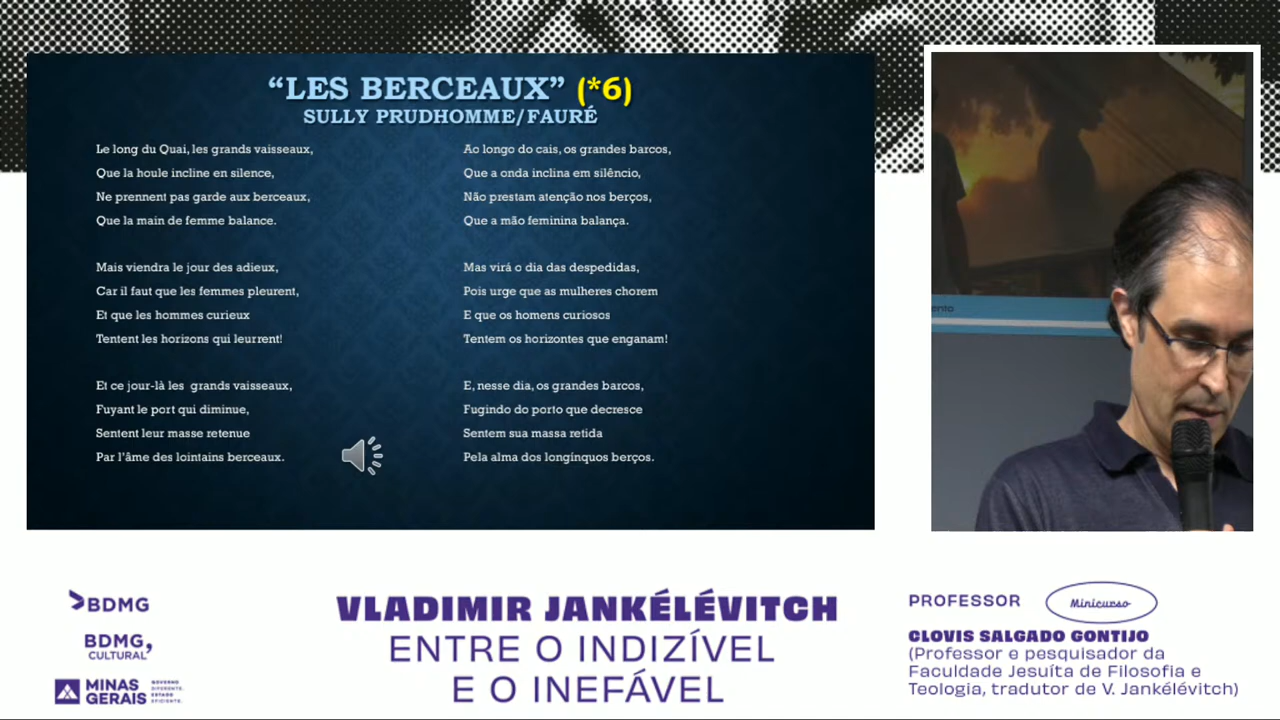 “LES BERCEAUX” (*6)
SULLY PRUDHOMME/FAURÉ
Le long du Quai, les grands vaisseaux,
Que la houle incline en silence,
Ne prennent pas garde aux berceaux,
Que la main de femme balance.
Mais viendra le jour des adieux,
Car il faut que les femmes pleurent,
Et que les hommes curieux
Tentent les horizons qui leurrent!
Et ce jour-là les grands vaisseaux,
Fuyant le port qui diminue,
Sentent leur masse retenue
Par l’âme des lointains berceaux.
Ao longo do cais, os grandes barcos,
Que a onda inclina em silêncio,
Não prestam atenção nos berços,
Que a mão feminina balança.
Mas virá o dia das despedidas,
Pois urge que as mulheres chorem
E que os homens curiosos
Tentem os horizontes que enganam!
E, nesse dia, os grandes barcos,
Fugindo do porto que decresce
Sentem sua massa retida
Pela alma dos longínquos berços.
ento
BDMG
BDMG,
CULTURAL
MINAS
GERAIS
GOVERNO
DIFERENTE.
ESTADO
EFICIENTE.
VLADIMIR JANKÉLÉVITCH
ENTRE O INDIZÍVEL
E O INEFÁVEL
PROFESSOR
Minicurso
CLOVIS SALGADO GONTIJO
(Professor e pesquisador da
Faculdade Jesuíta de Filosofia e
Teologia, tradutor de V. Jankélévitch)